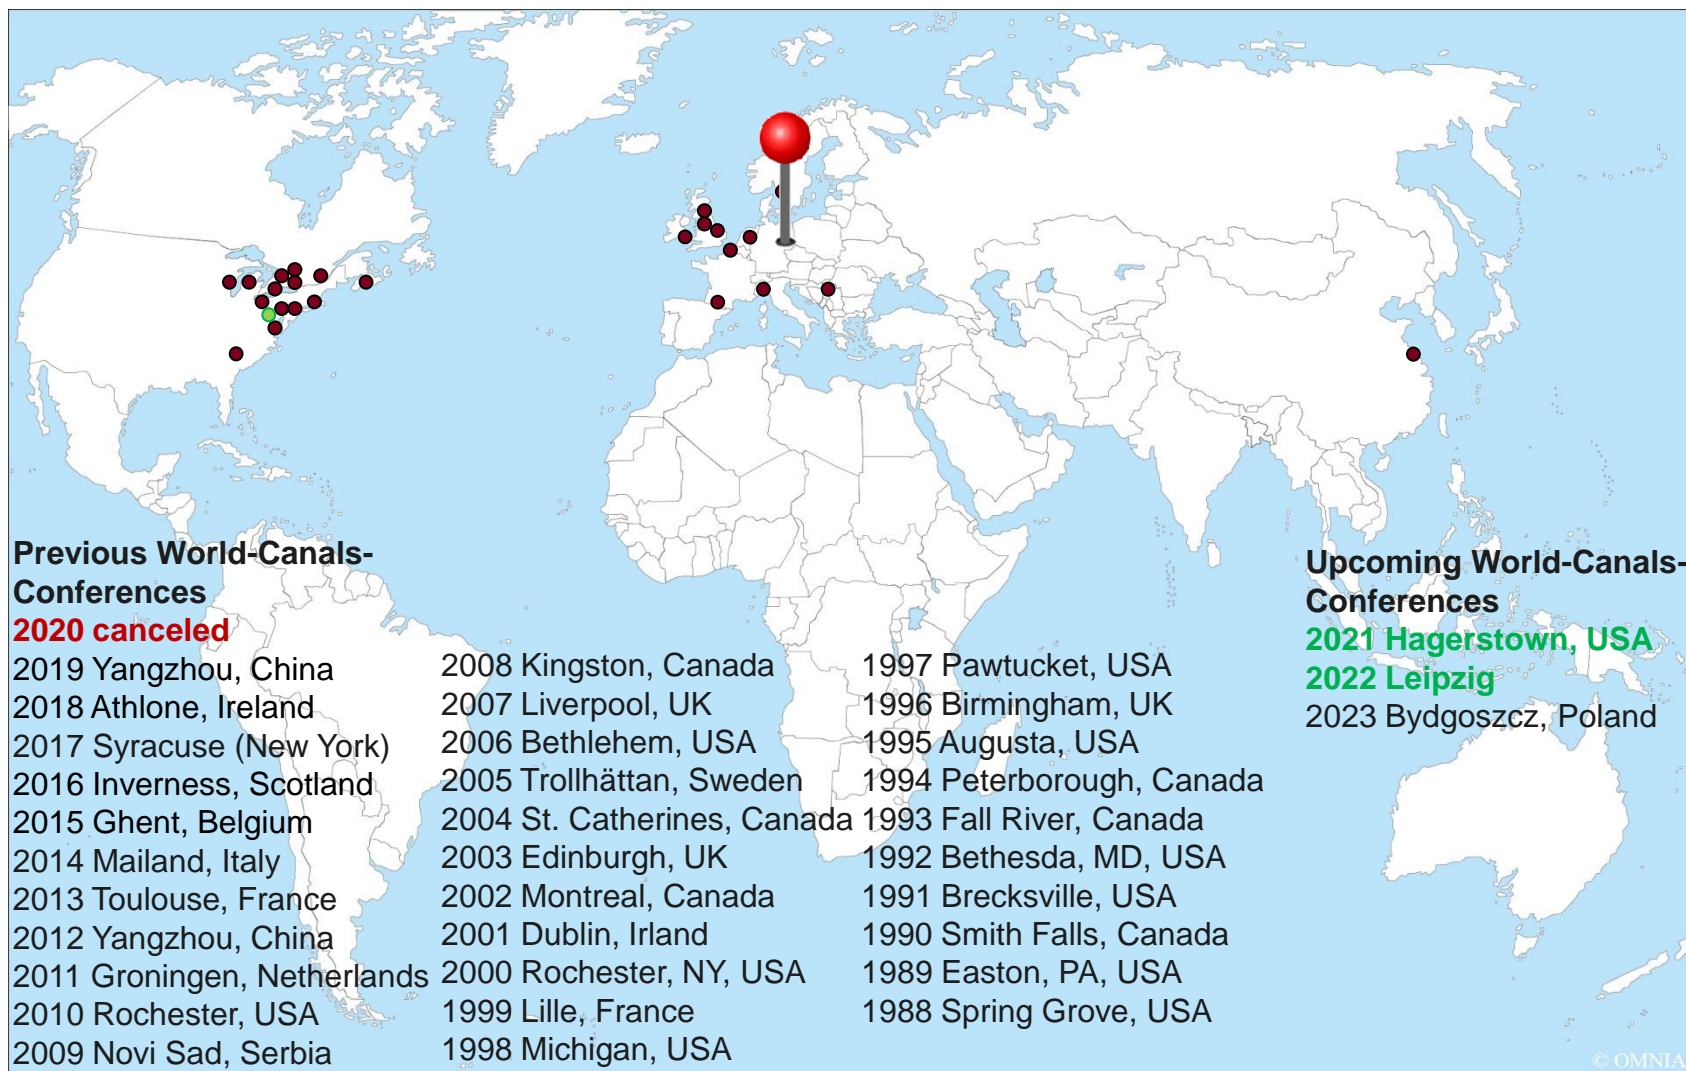 Previous World-Canals-
Conferences
2020 canceled
2019 Yangzhou, China
2018 Athlone, Ireland
2017 Syracuse (New York)
2016 Inverness, Scotland
2015 Ghent, Belgium
2014 Mailand, Italy
2013 Toulouse, France
2012 Yangzhou, China
2011 Groningen, Netherlands
2010 Rochester, USA
2009 Novi Sad, Serbia
2008 Kingston, Canada
2007 Liverpool, UK
2006 Bethlehem, USA
2005 Trollhättan, Sweden
2004 St. Catherines, Canada
2003 Edinburgh, UK
2002 Montreal, Canada
2001 Dublin, Irland
2000 Rochester, NY, USA
1999 Lille, France
1998 Michigan, USA
1997 Pawtucket, USA
1996 Birmingham, UK
1995 Augusta, USA
1994 Peterborough, Canada
1993 Fall River, Canada
1992 Bethesda, MD, USA
1991 Brecksville, USA
1990 Smith Falls, Canada
1989 Easton, PA, USA
1988 Spring Grove, USA
Upcoming World-Canals-
Conferences
2021 Hagerstown, USA
2022 Leipzig
2023 Bydgoszcz, Poland
© OMNIA